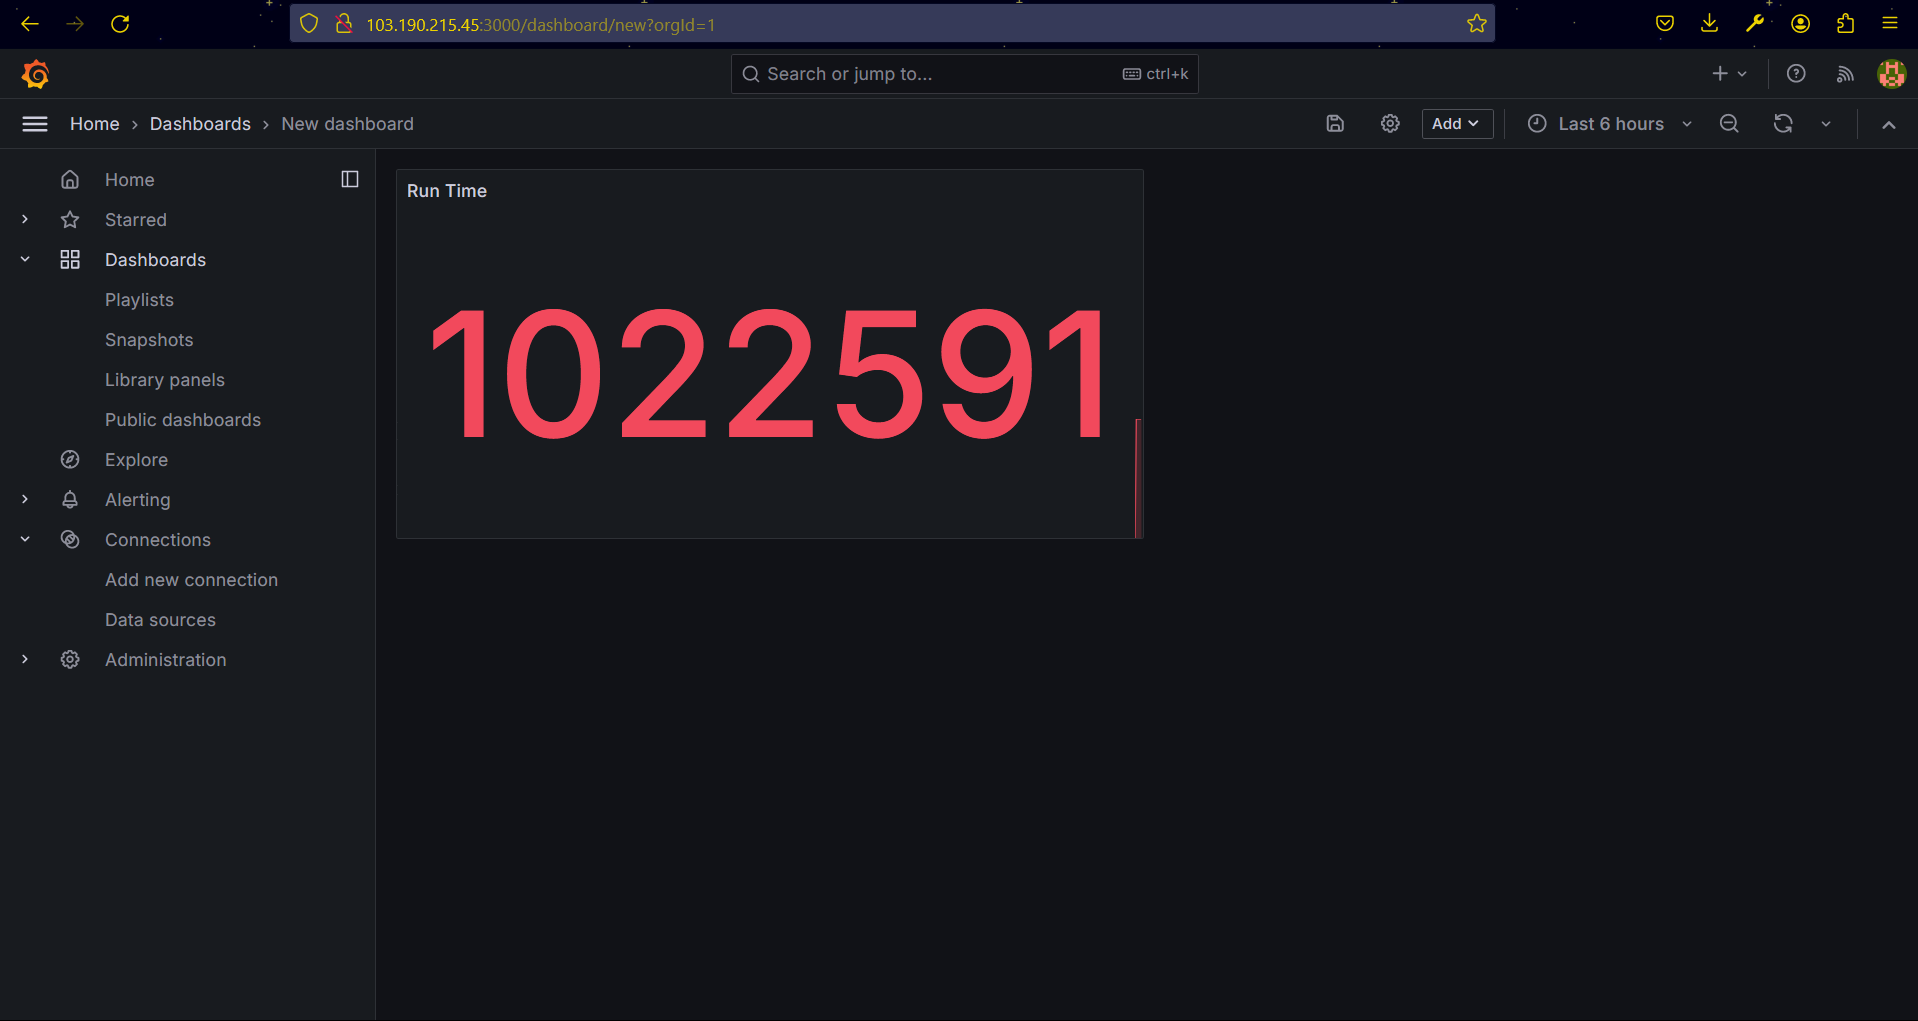 103.190.215.45:3000/dashboard/new?orgId=1
Search or jump to... ctrl+k
Home › Dashboards › New dashboard
Add
Last 6 hours
Home
Starred
Dashboards
Playlists
Snapshots
Library panels
Public dashboards
Explore
Alerting
Connections
Add new connection
Data sources
Administration
Run Time
1022591